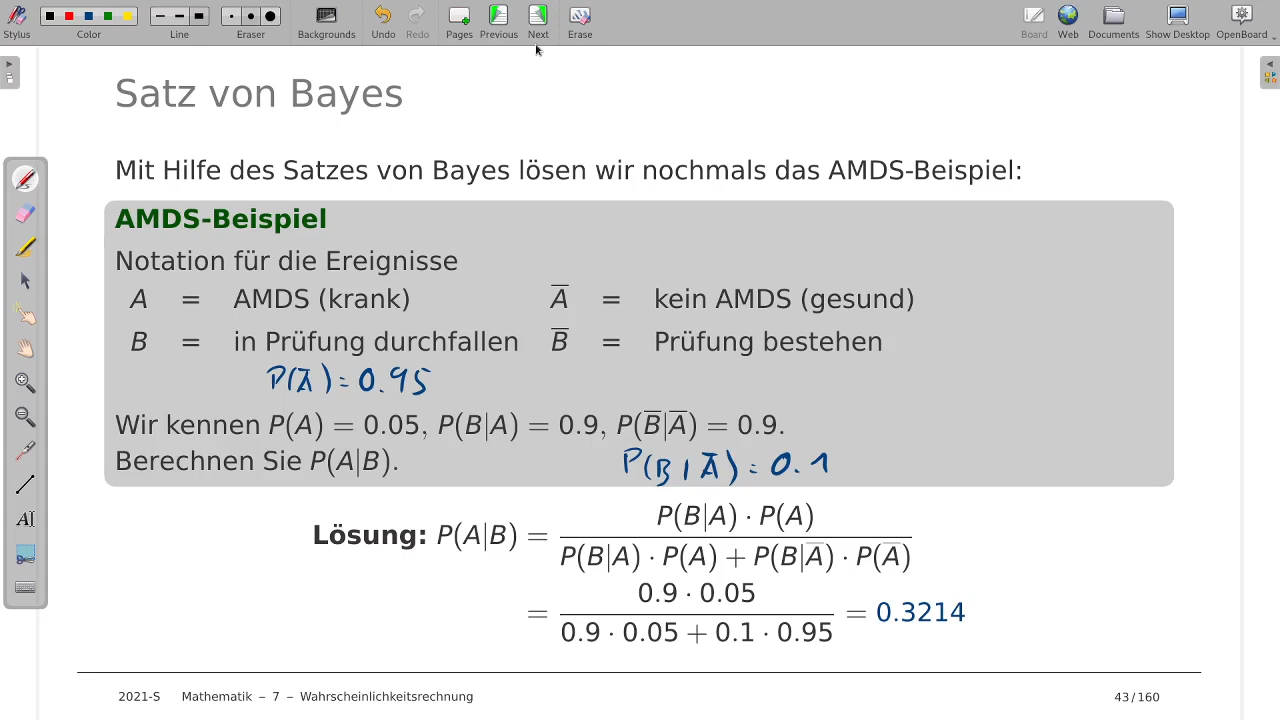 Stylus Color Line Eraser Backgrounds Undo Redo Pages Previous Next Erase Board Web Documents Show Desktop OpenBoard
Satz von Bayes
Mit Hilfe des Satzes von Bayes lösen wir nochmals das AMDS-Beispiel:
AMDS-Beispiel
Notation für die Ereignisse
A = AMDS (krank) A̅ = kein AMDS (gesund)
B = in Prüfung durchfallen B̅ = Prüfung bestehen
P(A̅) = 0.95
Wir kennen P(A) = 0.05, P(B|A) = 0.9, P(B̅|A̅) = 0.9.
Berechnen Sie P(A|B).
P(B|A̅) = 0.1
P(B|A) · P(A)
Lösung: P(A|B) =
P(B|A) · P(A) + P(B|A̅) · P(A̅)
0.9 · 0.05
= = 0.3214
0.9 · 0.05 + 0.1 · 0.95
2021-S Mathematik – 7 – Wahrscheinlichkeitsrechnung 43/160